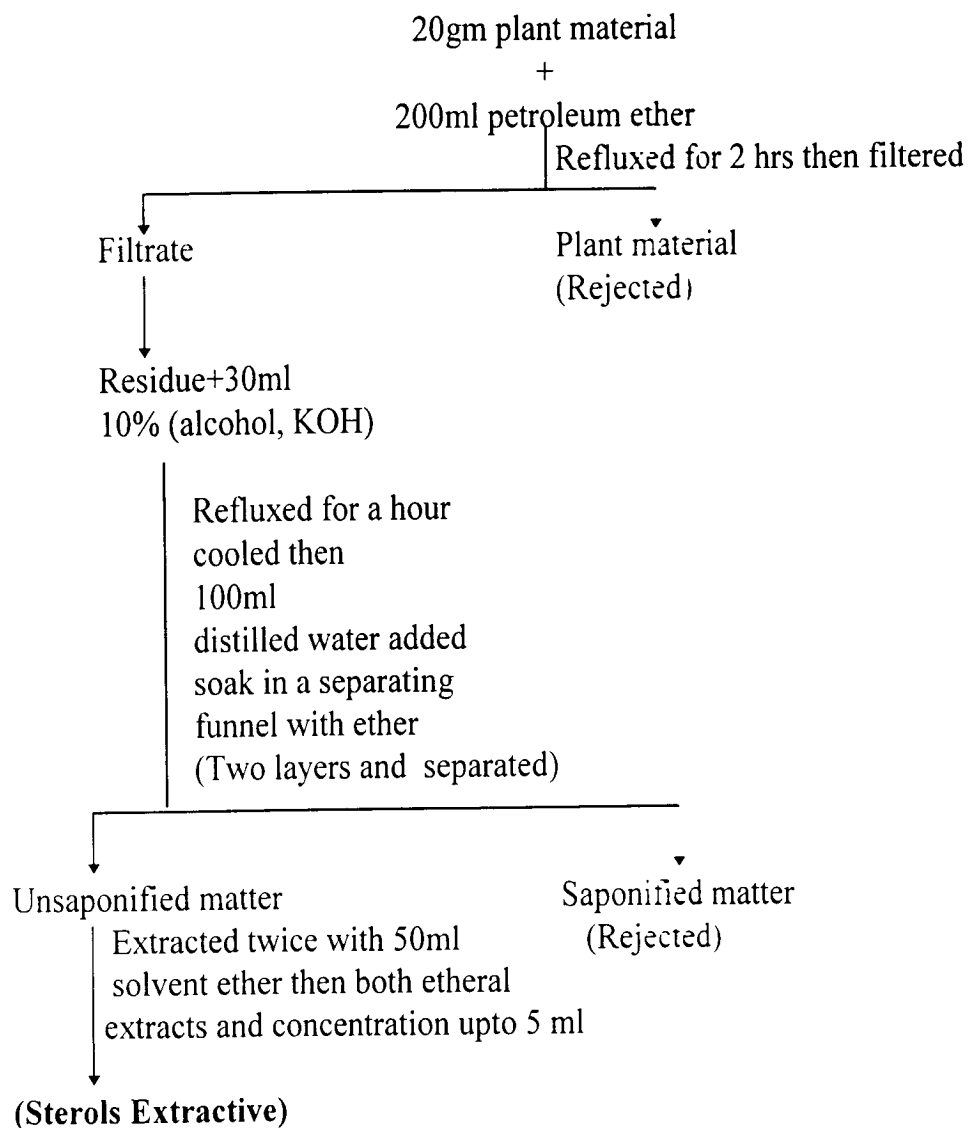 20gm plant material
+
200ml petroleum ether
Refluxed for 2 hrs then filtered
Filtrate
Plant material
(Rejected)
Residue+30ml
10% (alcohol, KOH)
Refluxed for a hour
cooled then
100ml
distilled water added
soak in a separating
funnel with ether
(Two layers and separated)
Unsaponified matter
Saponified matter
(Rejected)
Extracted twice with 50ml
solvent ether then both etheral
extracts and concentration upto 5 ml
(Sterols Extractive)